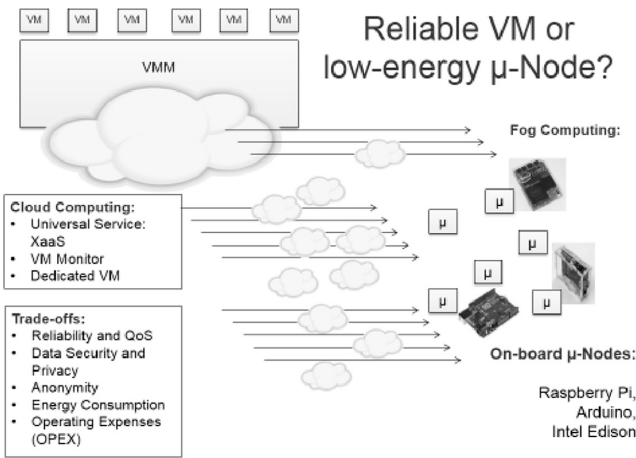 VM VM VM VM VM VM
Reliable VM or
low-energy µ-Node?
VMM
Fog Computing:
Cloud Computing:
• Universal Service:
XaaS
• VM Monitor
• Dedicated VM
µ
µ
µ
µ
µ
µ
Trade-offs:
• Reliability and QoS
• Data Security and
Privacy
• Anonymity
• Energy Consumption
• Operating Expenses
(OPEX)
On-board µ-Nodes:
Raspberry Pi,
Arduino,
Intel Edison